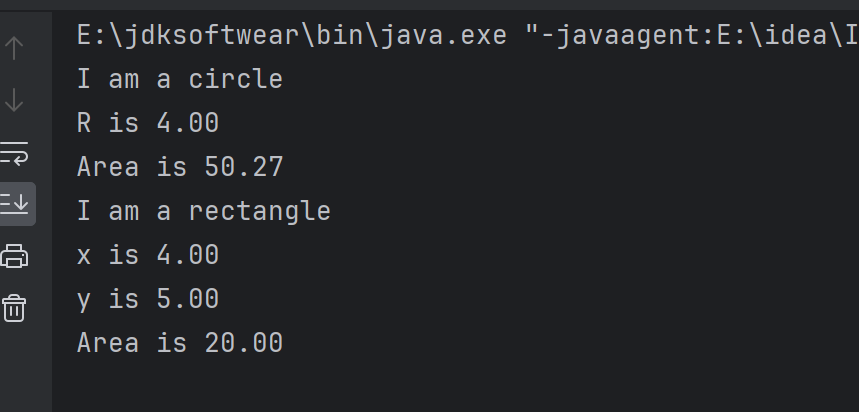 E:\jdksoftwear\bin\java.exe "-javaagent:E:\idea\I
I am a circle
R is 4.00
Area is 50.27
I am a rectangle
x is 4.00
y is 5.00
Area is 20.00